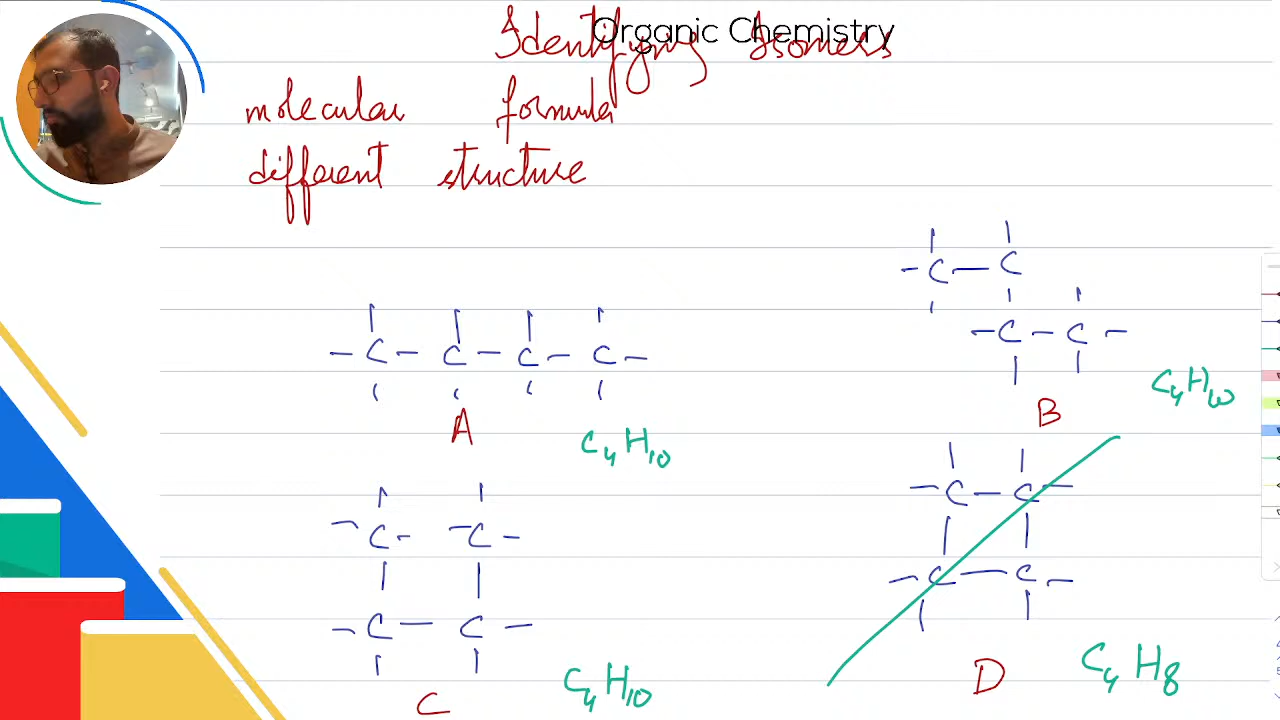 Organic Chemistry
Identifying Isomers
molecular formula
different structure
- C - C
- C - C - C - C -
- C - C -
C₄H₁₀
A
B
C₄H₁₀
- C - C -
- C - - C -
- C - C -
- C - C -
C
C₄H₁₀
D
C₄H₈